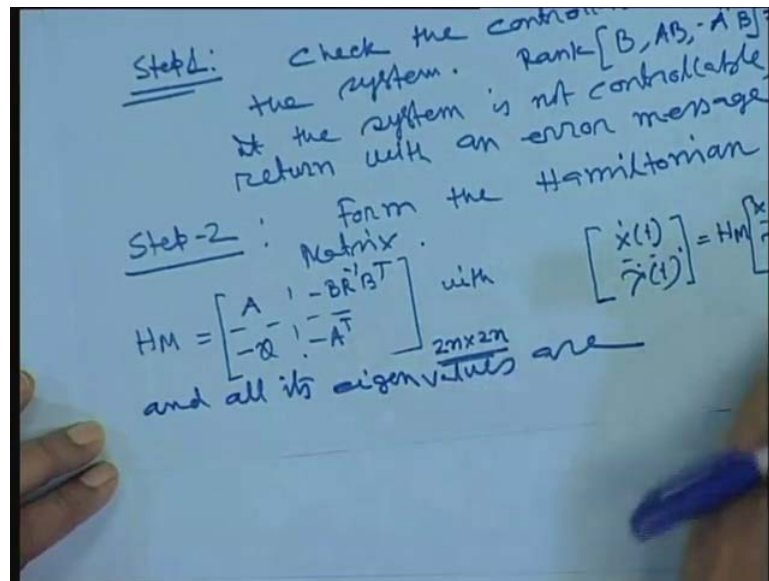 Step1: Check the
the system. Rank[B, AB, - A B]
If the system is not controllable,
return with an error message
Step-2 : Form the Hamiltonian
Matrix.
HM = [A ¦ -BR⁻¹Bᵀ; -Q ¦ -Aᵀ] 2n×2n with [ẋ(t); λ̇(t)] = HM
and all its eigenvalues are